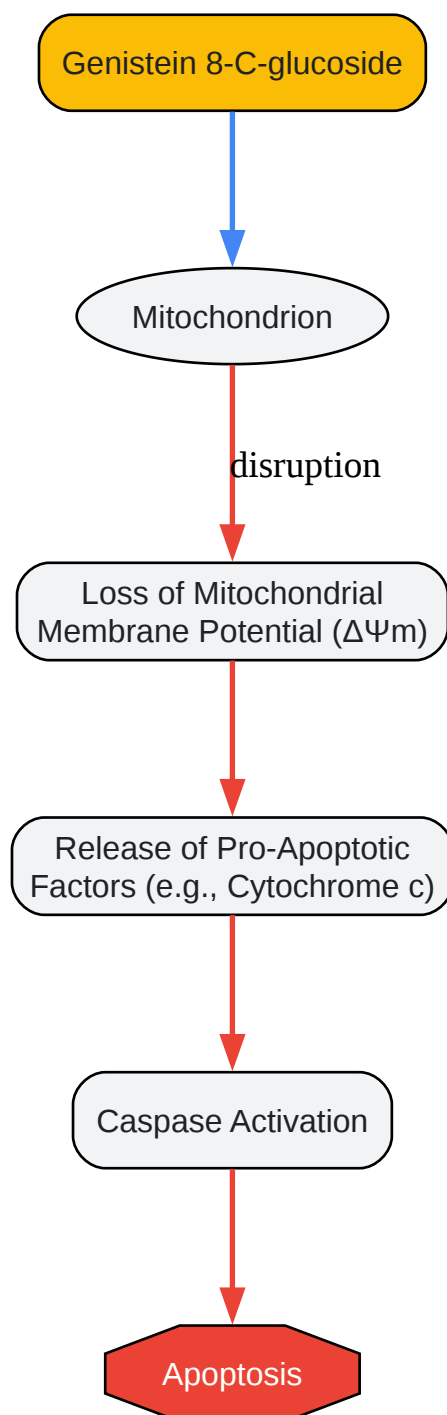 Genistein 8-C-glucoside
Mitochondrion
disruption
Loss of Mitochondrial
Membrane Potential (ΔΨm)
Release of Pro-Apoptotic
Factors (e.g., Cytochrome c)
Caspase Activation
Apoptosis